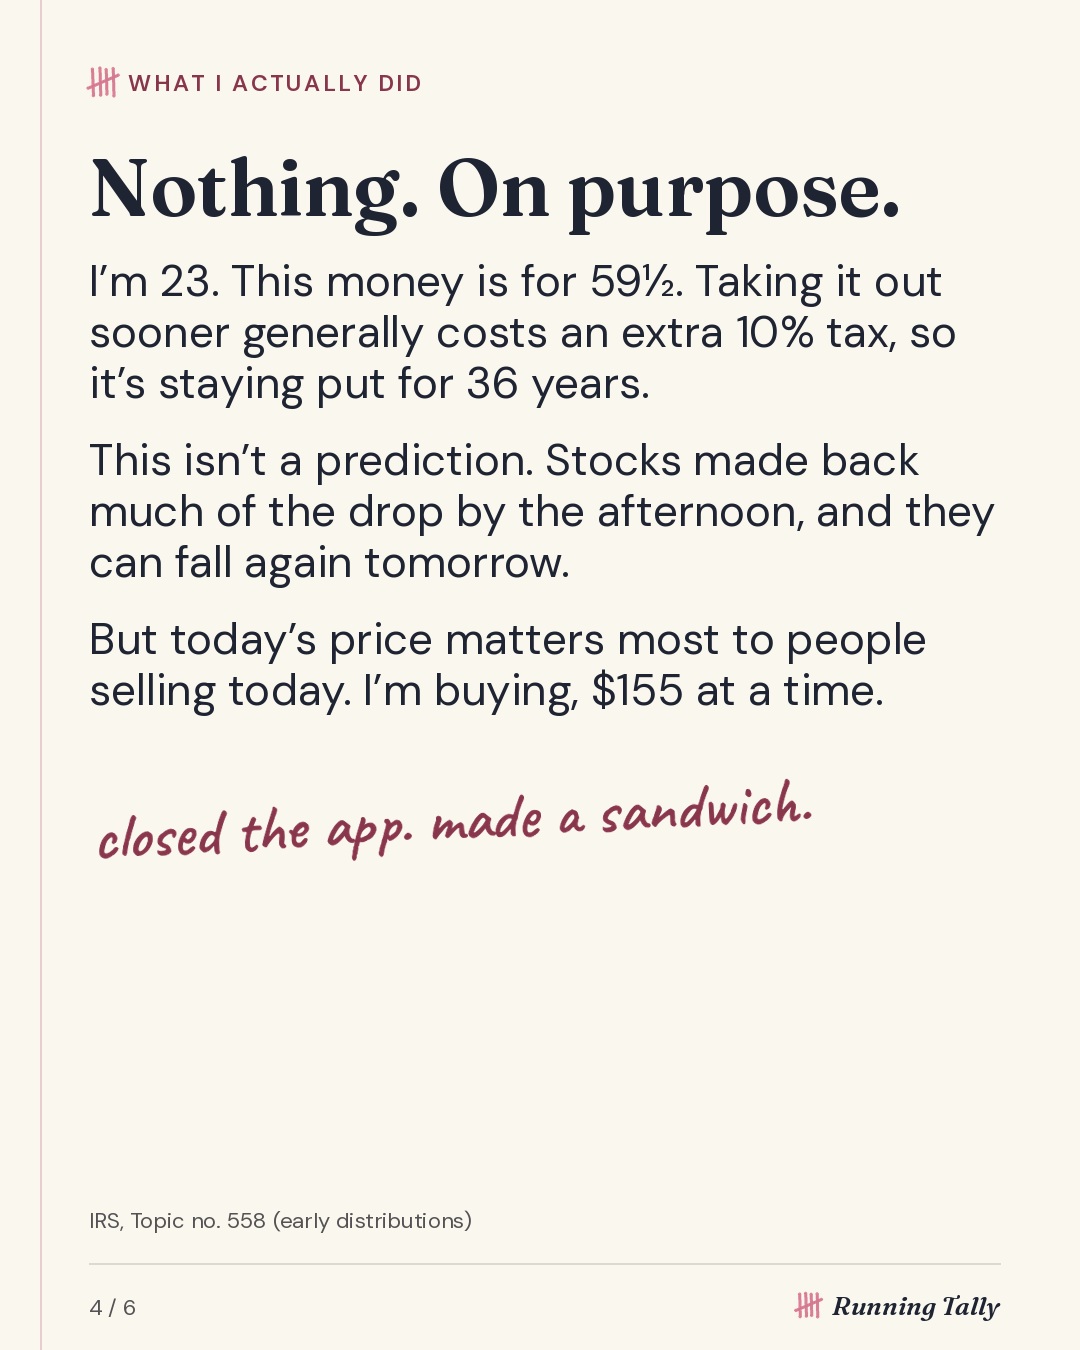 WHAT I ACTUALLY DID
Nothing. On purpose.
I’m 23. This money is for 59½. Taking it out
sooner generally costs an extra 10% tax, so
it’s staying put for 36 years.
This isn’t a prediction. Stocks made back
much of the drop by the afternoon, and they
can fall again tomorrow.
But today’s price matters most to people
selling today. I’m buying, $155 at a time.
closed the app. made a sandwich.
IRS, Topic no. 558 (early distributions)
4 / 6
Running Tally